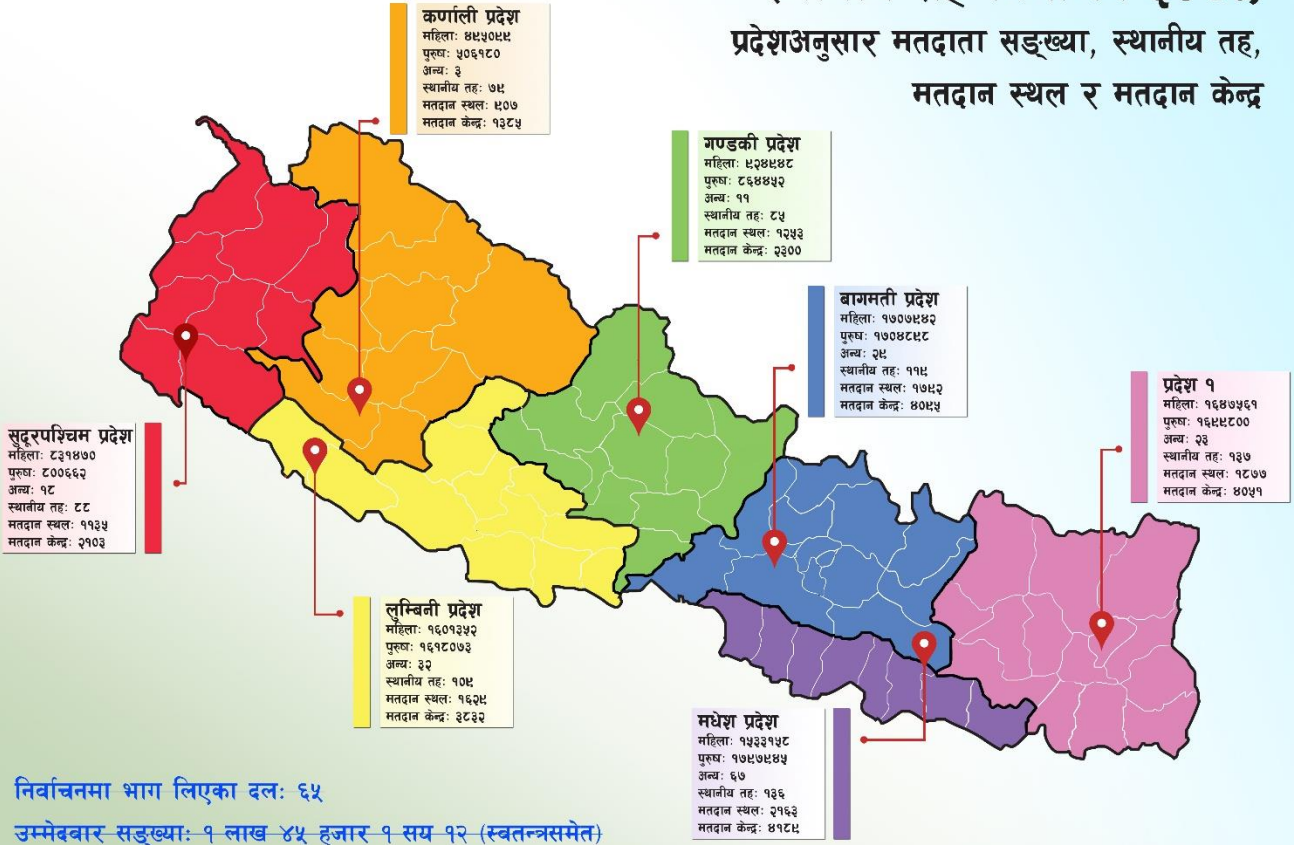 प्रदेशअनुसार मतदाता सङ्ख्या, स्थानीय तह,
मतदान स्थल र मतदान केन्द्र
कर्णाली प्रदेश
महिला: ४९५०९९
पुरुष: ५०६१८०
अन्य: ३
स्थानीय तह: ७९
मतदान स्थल: ९०७
मतदान केन्द्र: १३८५
गण्डकी प्रदेश
महिला: ९२४९४८
पुरुष: ८६४४५२
अन्य: ११
स्थानीय तह: ८५
मतदान स्थल: १२५३
मतदान केन्द्र: २३००
बागमती प्रदेश
महिला: १७०७९४२
पुरुष: १७०४८९८
अन्य: २९
स्थानीय तह: ११९
मतदान स्थल: १७९२
मतदान केन्द्र: ४०९५
प्रदेश १
महिला: १६४७५६१
पुरुष: १६९९८००
अन्य: २३
स्थानीय तह: १३७
मतदान स्थल: १८७७
मतदान केन्द्र: ४०५१
सुदूरपश्चिम प्रदेश
महिला: ८३१४७०
पुरुष: ८००६६२
अन्य: १८
स्थानीय तह: ८८
मतदान स्थल: ११३५
मतदान केन्द्र: २१०३
लुम्बिनी प्रदेश
महिला: १६०१३५२
पुरुष: १६१८०७३
अन्य: ३२
स्थानीय तह: १०९
मतदान स्थल: १६२९
मतदान केन्द्र: ३८३२
मधेश प्रदेश
महिला: १५३३१५८
पुरुष: १७९७९४५
अन्य: ६७
स्थानीय तह: १३६
मतदान स्थल: २१६३
मतदान केन्द्र: ४१८९
निर्वाचनमा भाग लिएका दल: ६५
उम्मेदवार सङ्ख्या: १ लाख ४५ हजार १ सय १२ (स्वतन्त्रसमेत)